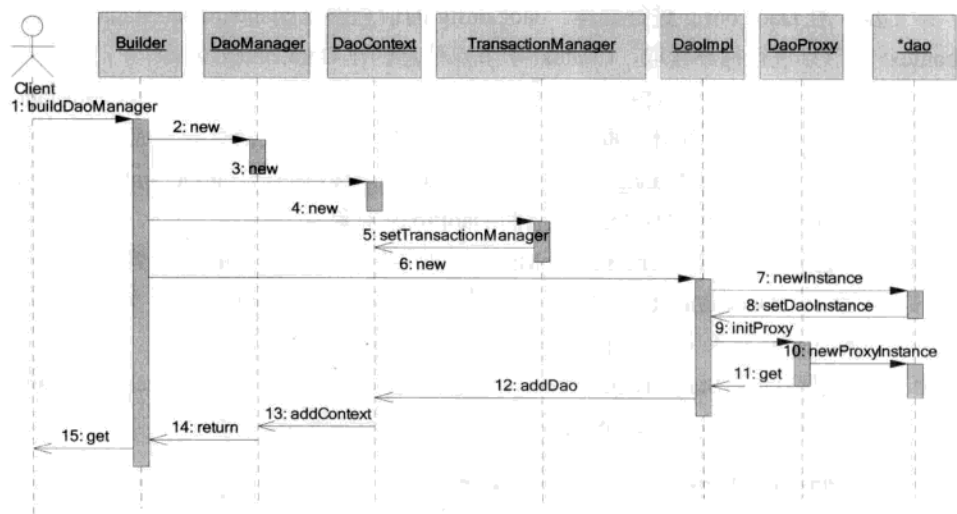 Builder
DaoManager
DaoContext
TransactionManager
DaoImpl
DaoProxy
*dao
Client
1: buildDaoManager
2: new
3: new
4: new
5: setTransactionManager
6: new
7: newInstance
8: setDaoInstance
9: initProxy
10: newProxyInstance
11: get
12: addDao
13: addContext
14: return
15: get